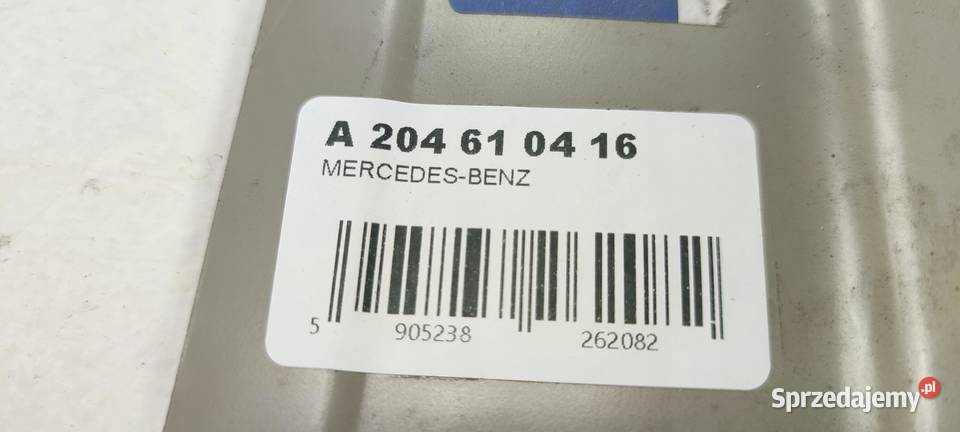 A 204 61 04 16
MERCEDES-BENZ
5 905238 262082
Sprzedajemy.pl